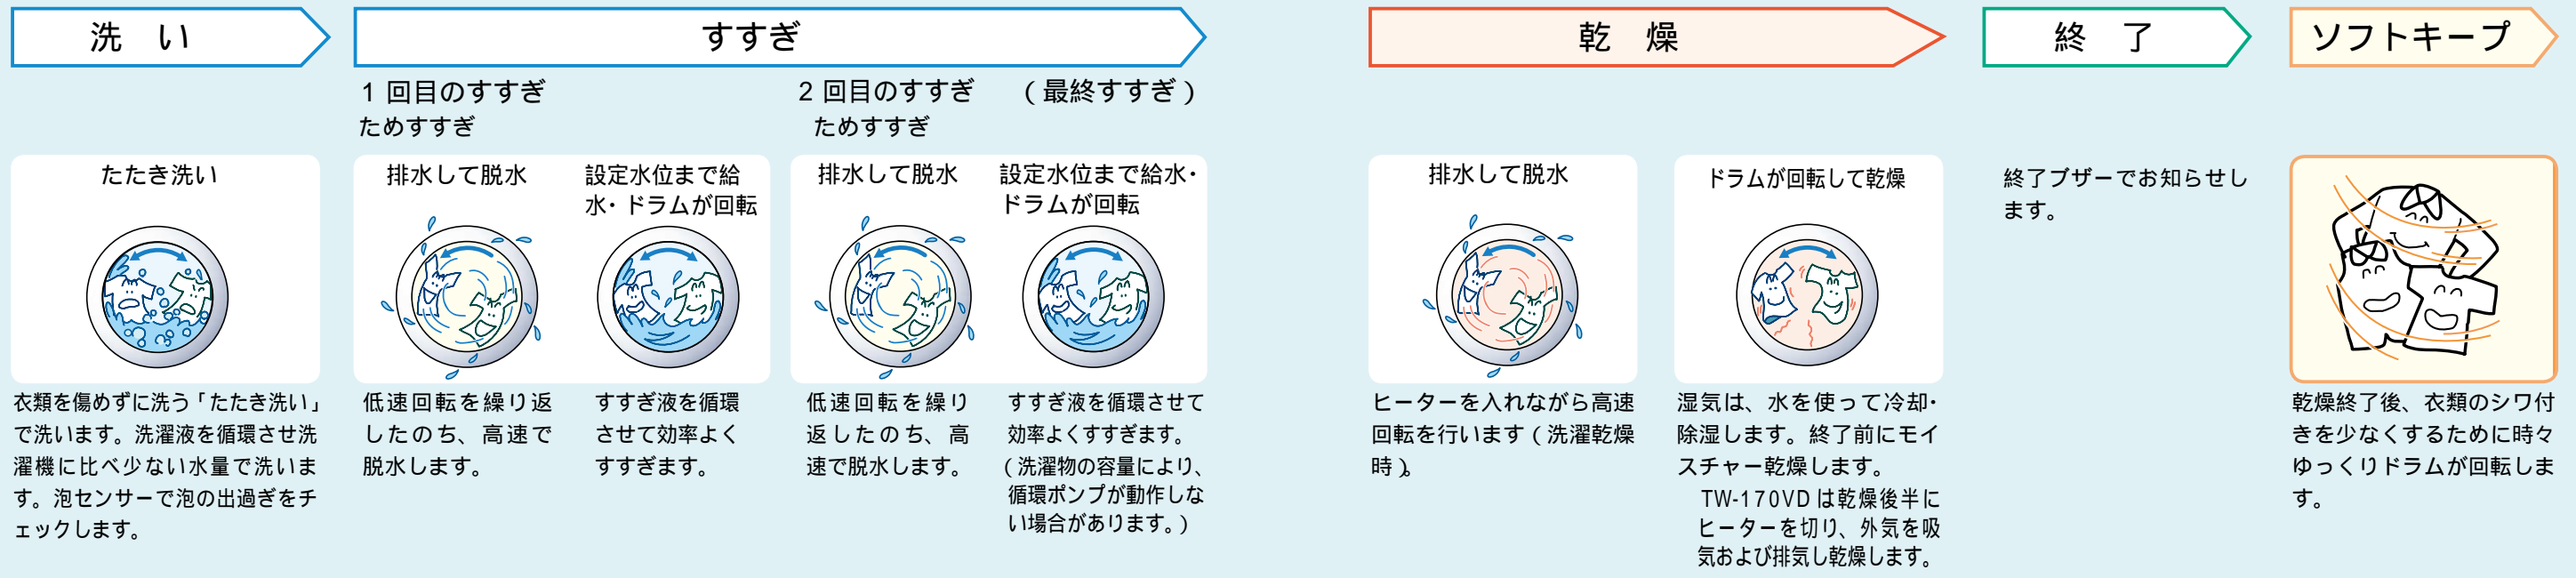 洗　い
すすぎ
乾　燥
終　了
ソフトキープ
1 回目のすすぎ
ためすすぎ
2 回目のすすぎ　（最終すすぎ）
ためすすぎ
たたき洗い
衣類を傷めずに洗う「たたき洗い」
で洗います。洗濯液を循環させ洗
濯機に比べ少ない水量で洗いま
す。泡センサーで泡の出過ぎをチ
ェックします。
排水して脱水
低速回転を繰り返
したのち、高速で
脱水します。
設定水位まで給
水・ドラムが回転
すすぎ液を循環
させて効率よく
すすぎます。
排水して脱水
低速回転を繰り
返したのち、高
速で脱水します。
設定水位まで給水・
ドラムが回転
すすぎ液を循環させて
効率よくすすぎます。
（洗濯物の容量により、
循環ポンプが動作しな
い場合があります。）
排水して脱水
ヒーターを入れながら高速
回転を行います（洗濯乾燥
時）。
ドラムが回転して乾燥
湿気は、水を使って冷却・
除湿します。終了前にモイ
スチャー乾燥します。
TW-170VD は乾燥後半に
ヒーターを切り、外気を吸
気および排気し乾燥します。
終了ブザーでお知らせし
ます。
乾燥終了後、衣類のシワ付
きを少なくするために時々
ゆっくりドラムが回転しま
す。